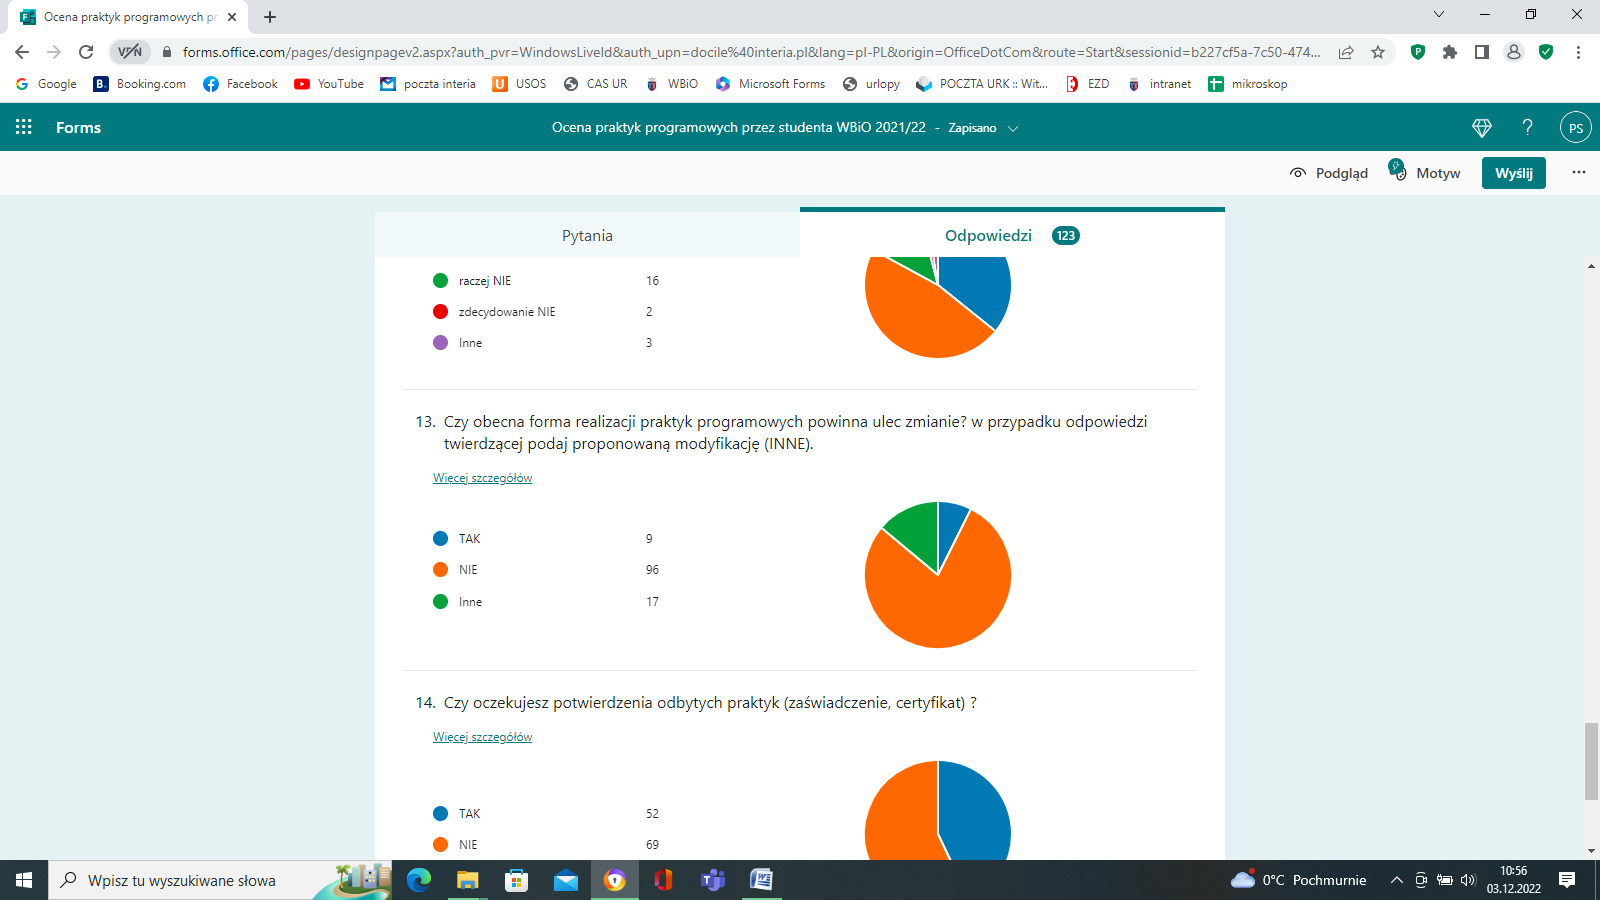 Ocena praktyk programowych pr
VPN
forms.office.com/pages/designpagev2.aspx?auth_pvr=WindowsLiveId&auth_upn=docile%40interia.pl&lang=pl-PL&origin=OfficeDotCom&route=Start&sessionid=b227cf5a-7c50-474...
Google
Booking.com
Facebook
YouTube
poczta interia
USOS
CAS UR
WBiO
Microsoft Forms
urlopy
POCZTA URK :: Wit...
EZD
intranet
mikroskop
Forms
Ocena praktyk programowych przez studenta WBiO 2021/22 - Zapisano
?
PS
Podgląd
Motyw
Wyślij
Pytania
Odpowiedzi 123
raczej NIE 16
zdecydowanie NIE 2
Inne 3
13. Czy obecna forma realizacji praktyk programowych powinna ulec zmianie? w przypadku odpowiedzi
twierdzącej podaj proponowaną modyfikację (INNE).
Więcej szczegółów
TAK 9
NIE 96
Inne 17
14. Czy oczekujesz potwierdzenia odbytych praktyk (zaświadczenie, certyfikat) ?
Więcej szczegółów
TAK 52
NIE 69
Wpisz tu wyszukiwane słowa
0°C Pochmurnie
10:56
03.12.2022